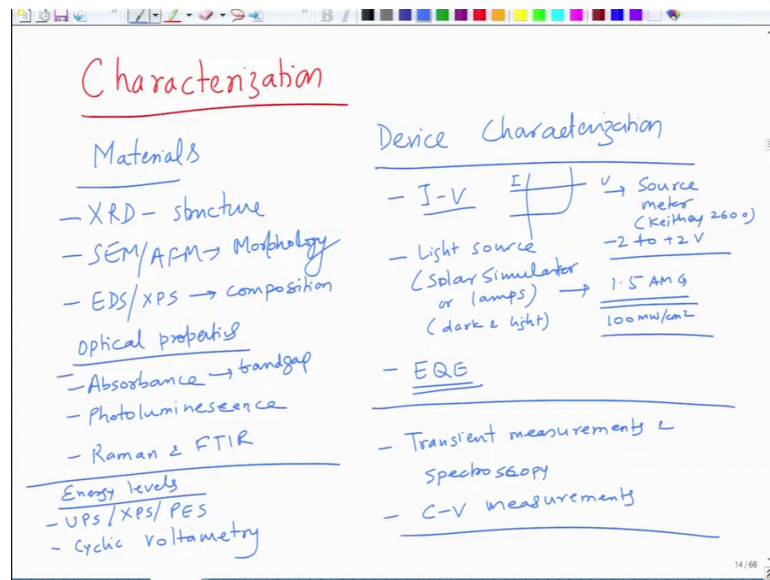 Characterization
Materials
- XRD - structure
- SEM/AFM → Morphology
- EDS/XPS → composition
Optical properties
- Absorbance → bandgap
- Photoluminescence
- Raman & FTIR
Energy levels
- UPS/XPS/PES
- Cyclic voltametry
Device Characterization
- I-V
I
V → Source
meter
(Keithley 2600)
-2 to +2 V
- Light source
(Solar Simulator
or lamps) →
(dark & light)
1.5 AMG
100 mW/cm2
- EQE
- Transient measurements &
spectroscopy
- C-V measurements
14 / 66